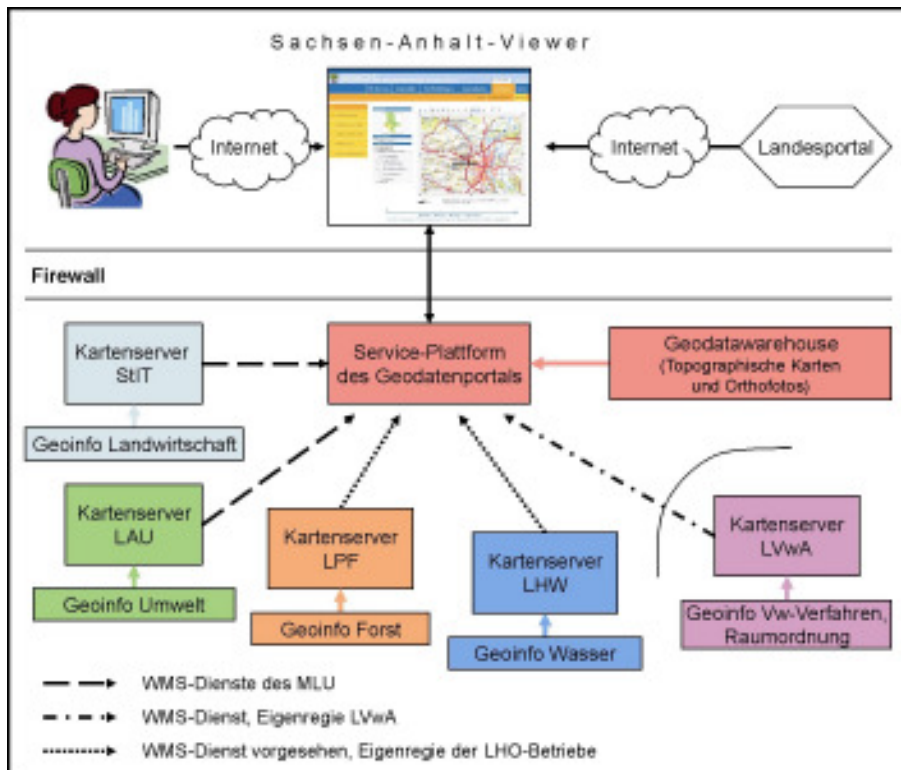 Sachsen-Anhalt-Viewer
Internet
Internet
Landesportal
Firewall
Kartenserver
StIT
Service-Plattform
des Geodatenportals
Geodatawarehouse
(Topographische Karten
und Orthofotos)
Geoinfo Landwirtschaft
Kartenserver
LAU
Kartenserver
LPF
Kartenserver
LHW
Kartenserver
LVwA
Geoinfo Umwelt
Geoinfo Forst
Geoinfo Wasser
Geoinfo Vw-Verfahren,
Raumordnung
WMS-Dienste des MLU
WMS-Dienst, Eigenregie LVwA
WMS-Dienst vorgesehen, Eigenregie der LHO-Betriebe